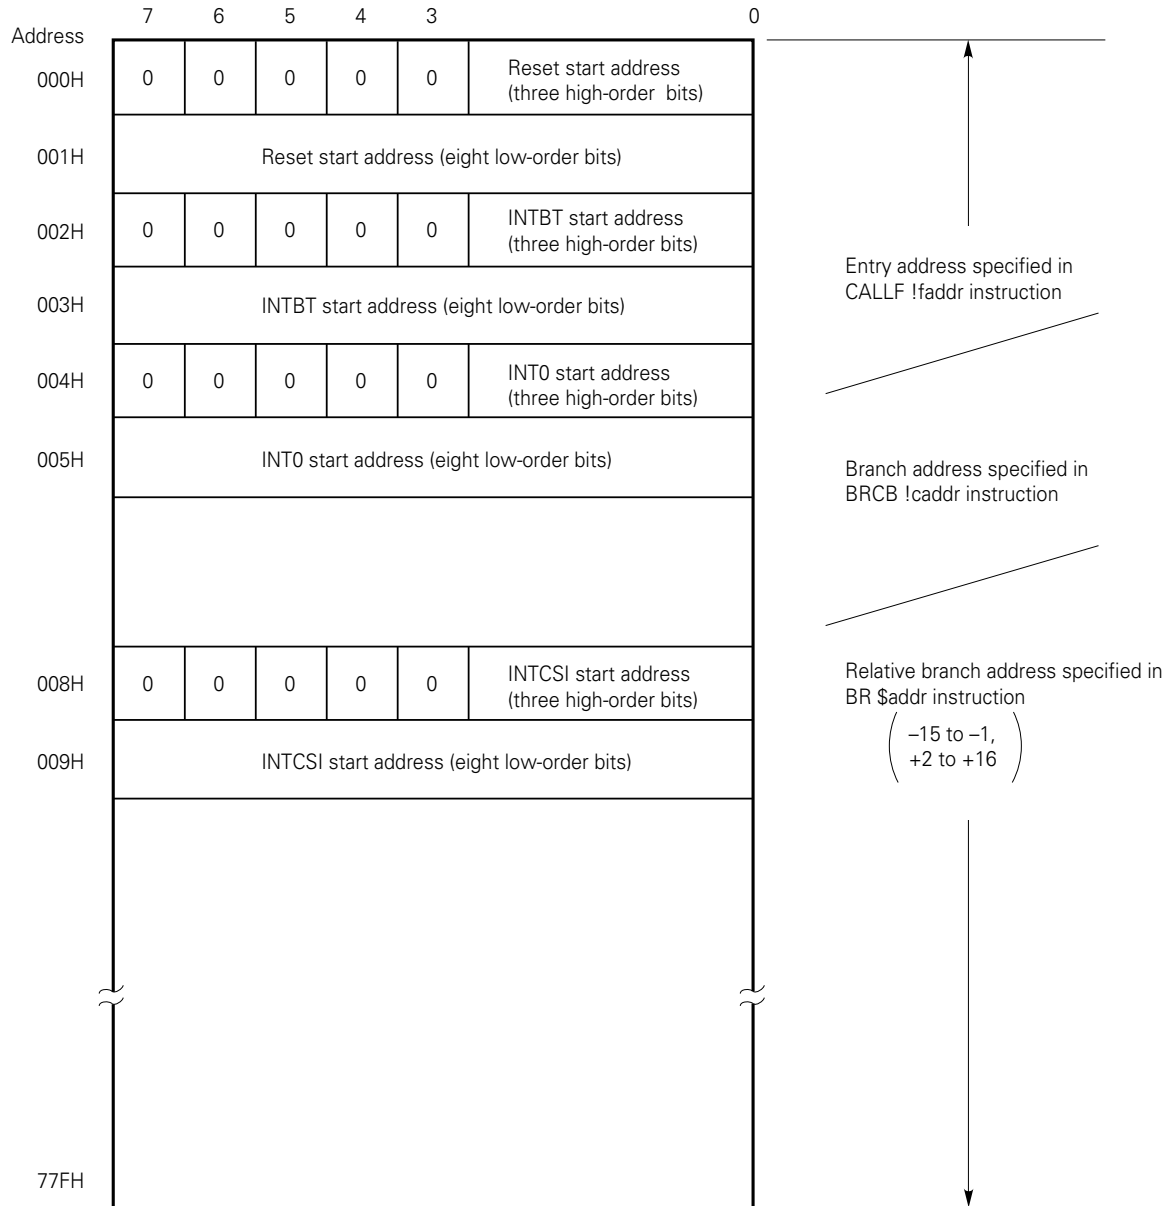 7 6 5 4 3 0
Address
000H 0 0 0 0 0 Reset start address
(three high-order bits)
001H Reset start address (eight low-order bits)
002H 0 0 0 0 0 INTBT start address
(three high-order bits)
003H INTBT start address (eight low-order bits)
004H 0 0 0 0 0 INT0 start address
(three high-order bits)
005H INT0 start address (eight low-order bits)
008H 0 0 0 0 0 INTCSI start address
(three high-order bits)
009H INTCSI start address (eight low-order bits)
77FH
Entry address specified in
CALLF !faddr instruction
Branch address specified in
BRCB !caddr instruction
Relative branch address specified in
BR $addr instruction
–15 to –1,
+2 to +16